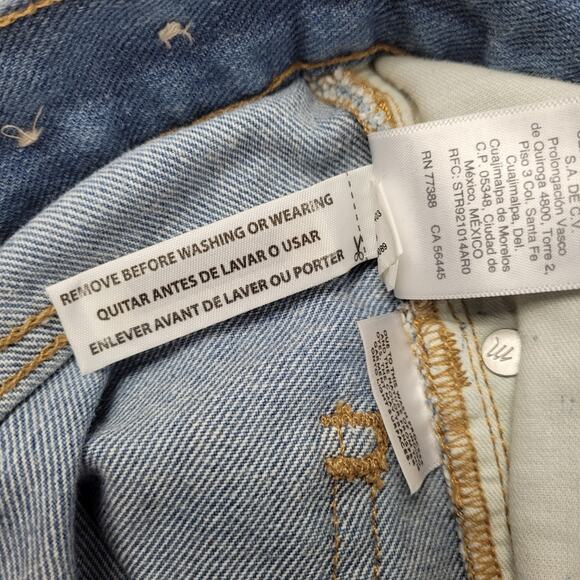 REMOVE BEFORE WASHING OR WEARING
QUITAR ANTES DE LAVAR O USAR
ENLEVER AVANT DE LAVER OU PORTER
S.A. DE C.V.
Prolongación Vasco
de Quiroga 4800, Torre 2,
Piso 3 Col. Santa Fe
Cuajimalpa, Del.
Cuajimalpa de Morelos
C.P. 05348, Ciudad de
México, MEXICO
RFC: STR921014AR0
RN 77388 CA 56445